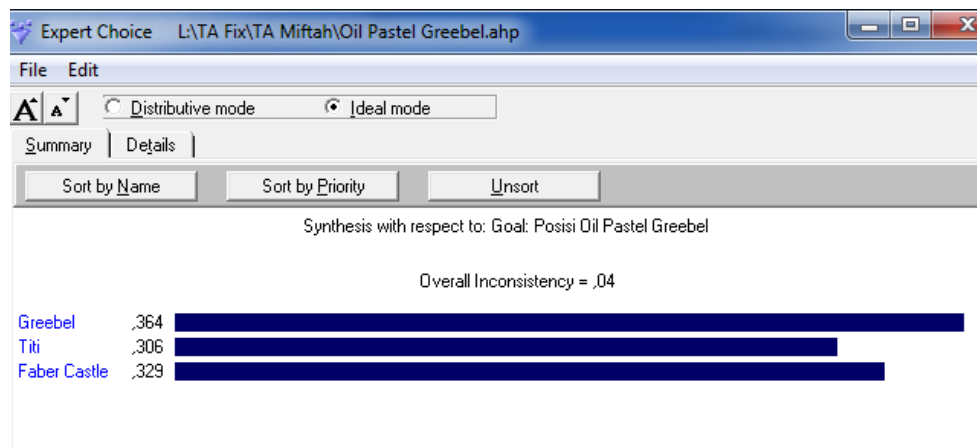 Expert Choice L:\TA Fix\TA Miftah\Oil Pastel Greebel.ahp
File Edit
A A Distributive mode Ideal mode
Summary Details
Sort by Name Sort by Priority Unsort
Synthesis with respect to: Goal: Posisi Oil Pastel Greebel
Overall Inconsistency = ,04
Greebel ,364
Titi ,306
Faber Castle ,329